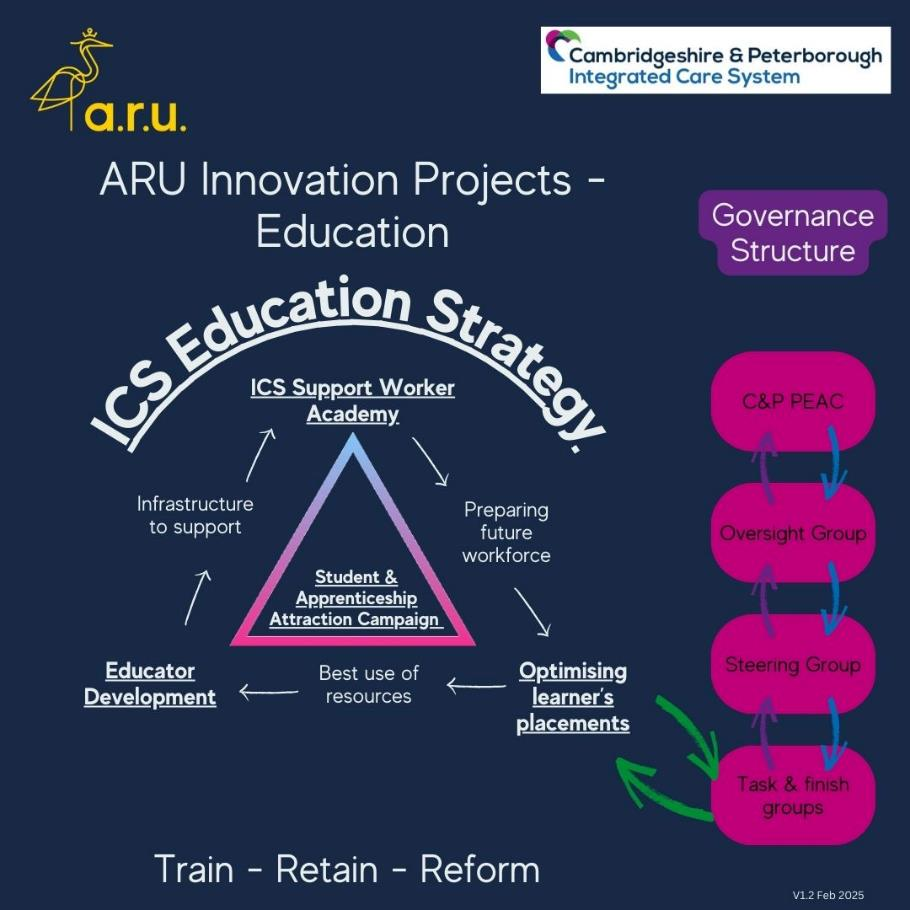 a.r.u.
Cambridgeshire & Peterborough
Integrated Care System
ARU Innovation Projects -
Education
Governance
Structure
ICS Education Strategy.
ICS Support Worker
Academy
Infrastructure
to support
Preparing
future
workforce
Student &
Apprenticeship
Attraction Campaign
Educator
Development
Best use of
resources
Optimising
learner's
placements
C&P PEAC
Oversight Group
Steering Group
Task & finish
groups
Train - Retain - Reform
V1.2 Feb 2025